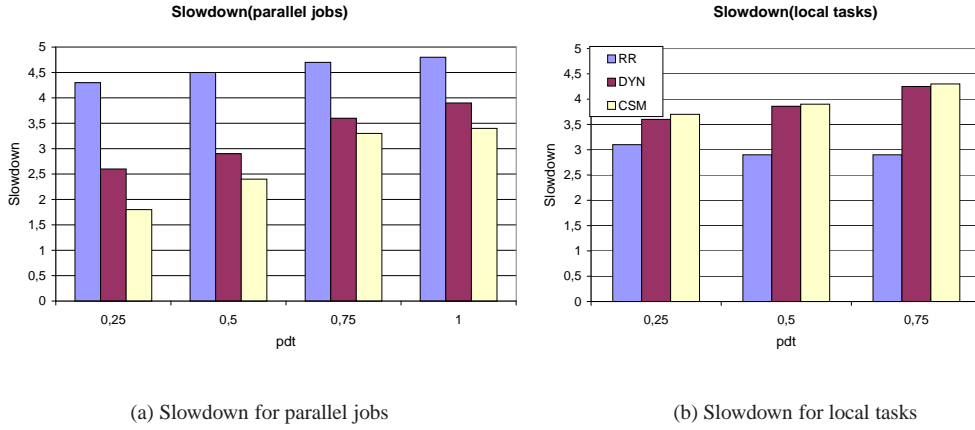 Slowdown(parallel jobs)
5
4,5
4
3,5
3
2,5
2
1,5
1
0,5
0
Slowdown
0,25 0,5 0,75 1
pdt
(a) Slowdown for parallel jobs
Slowdown(local tasks)
5
4,5
4
3,5
3
2,5
2
1,5
1
0,5
0
Slowdown
RR
DYN
CSM
0,25 0,5 0,75
pdt
(b) Slowdown for local tasks